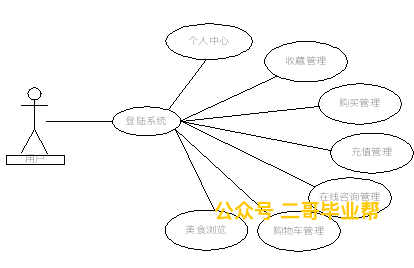 个人中心
收藏管理
购买管理
登陆系统
充值管理
用户
在线咨询管理
公众号 二哥毕业帮
美食浏览
购物车管理